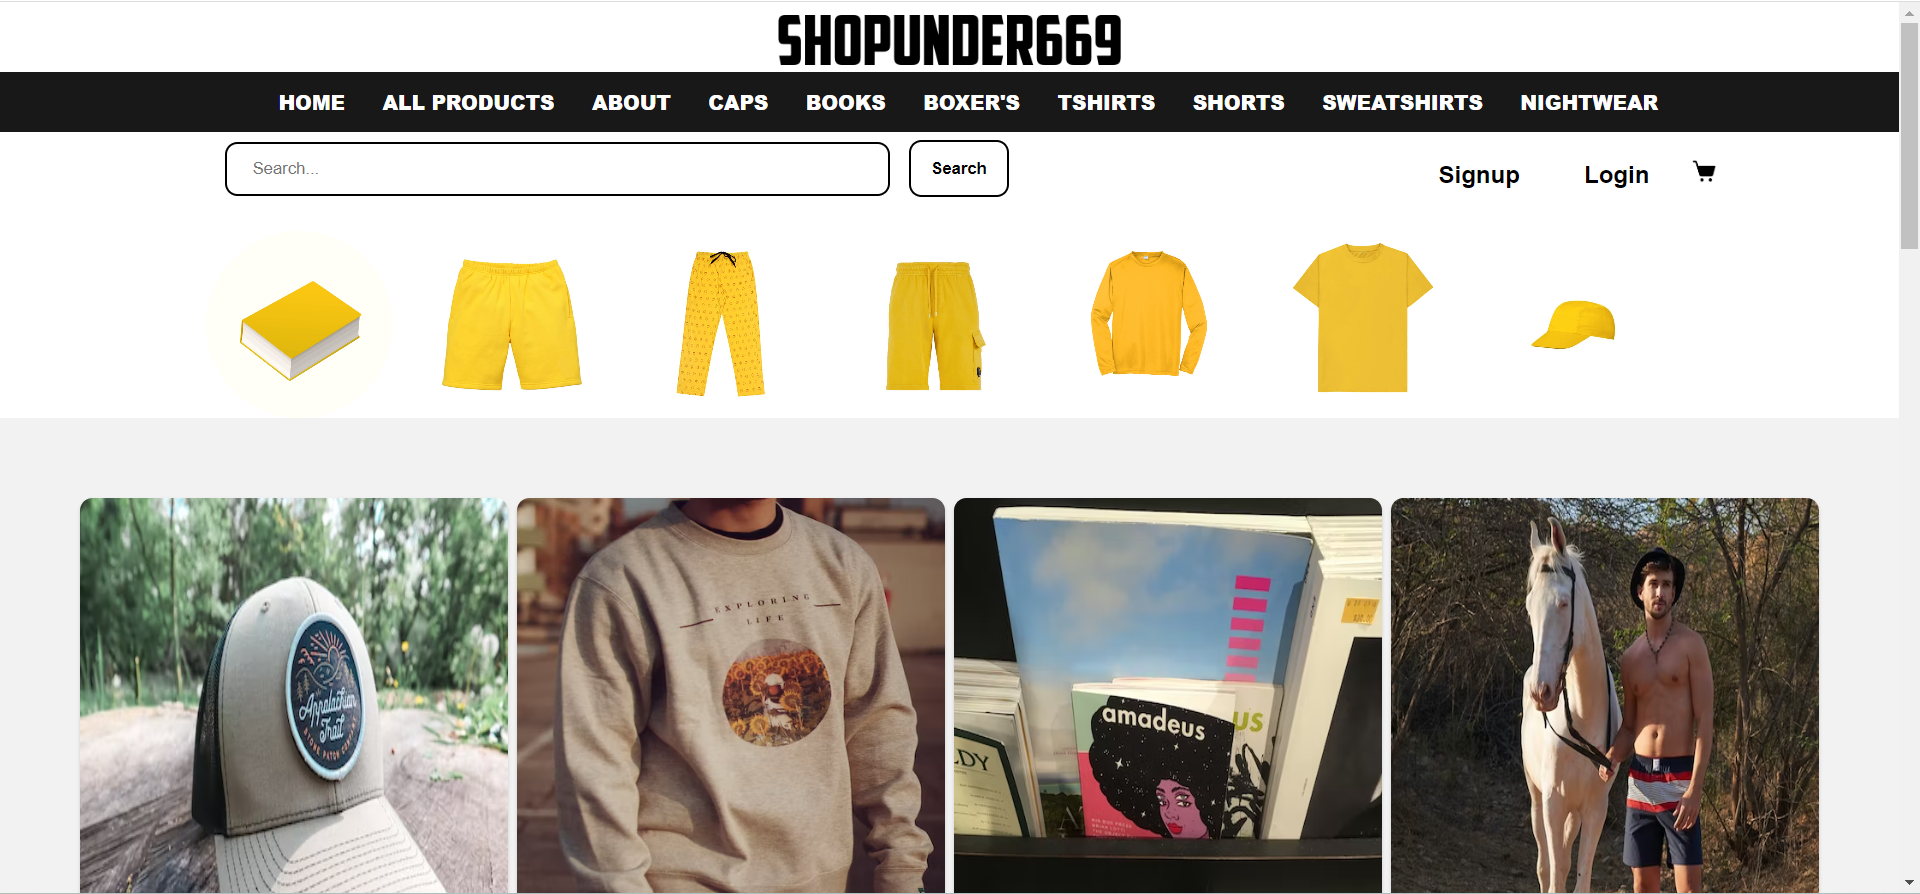 SHOPUNDER669
HOME ALL PRODUCTS ABOUT CAPS BOOKS BOXER'S TSHIRTS SHORTS SWEATSHIRTS NIGHTWEAR
Search...
Search
Signup
Login
Appalachian
Trail
EXPLORING
LIFE
amadeus
US